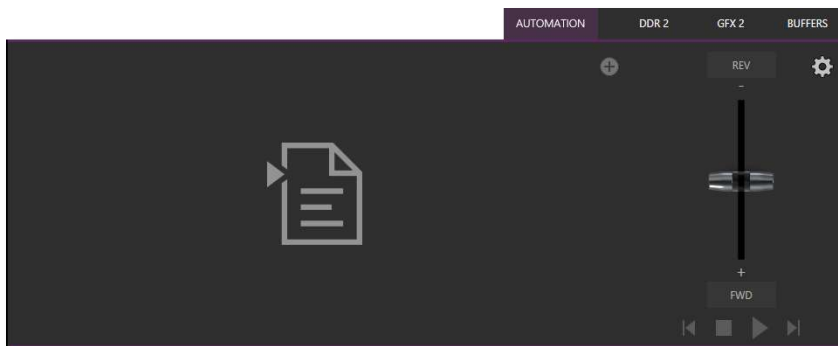 AUTOMATION DDR 2 GFX 2 BUFFERS
REV
-
+
FWD